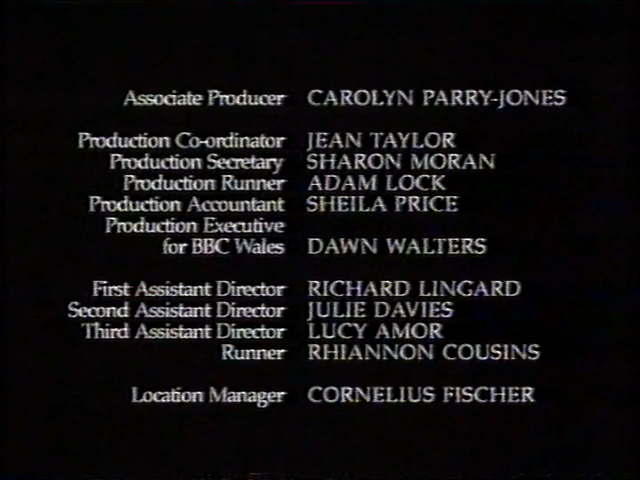 Associate Producer CAROLYN PARRY-JONES
Production Co-ordinator JEAN TAYLOR
Production Secretary SHARON MORAN
Production Runner ADAM LOCK
Production Accountant SHEILA PRICE
Production Executive
for BBC Wales DAWN WALTERS
First Assistant Director RICHARD LINGARD
Second Assistant Director JULIE DAVIES
Third Assistant Director LUCY AMOR
Runner RHIANNON COUSINS
Location Manager CORNELIUS FISCHER